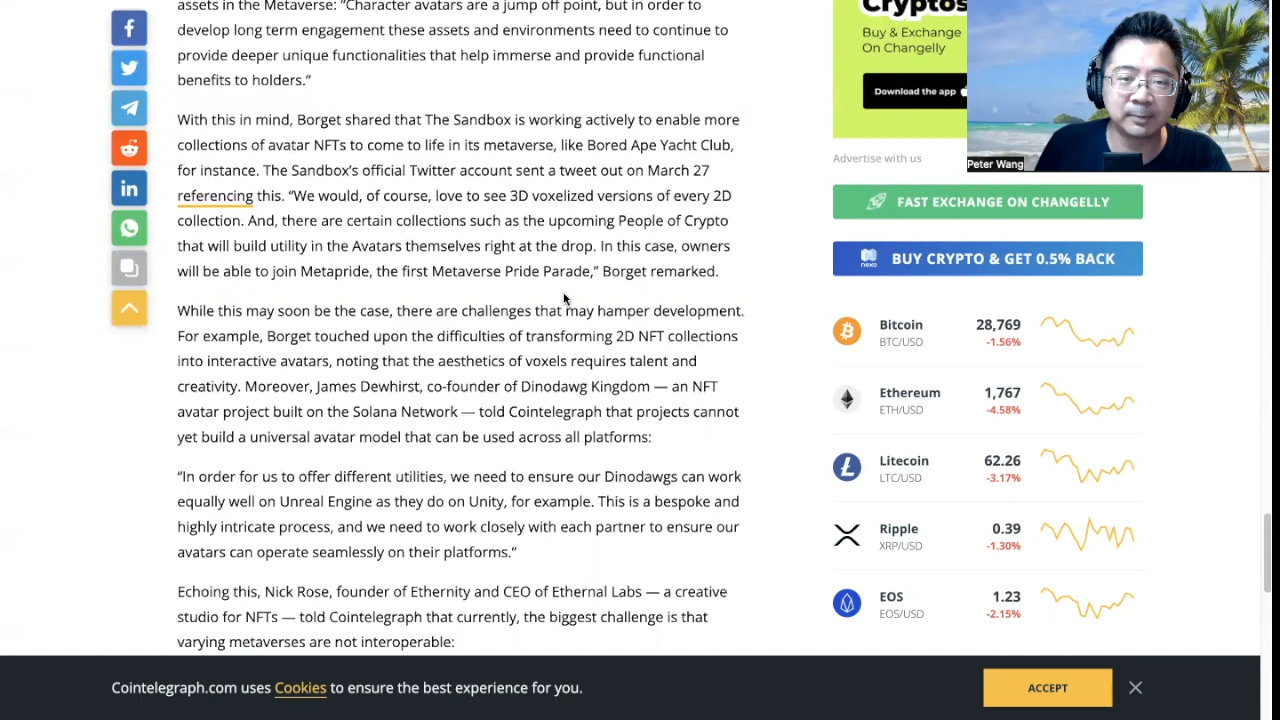 assets in the Metaverse: “Character avatars are a jump off point, but in order to
develop long term engagement these assets and environments need to continue to
provide deeper unique functionalities that help immerse and provide functional
benefits to holders.”
With this in mind, Borget shared that The Sandbox is working actively to enable more
collections of avatar NFTs to come to life in its metaverse, like Bored Ape Yacht Club,
for instance. The Sandbox’s official Twitter account sent a tweet out on March 27
referencing this. “We would, of course, love to see 3D voxelized versions of every 2D
collection. And, there are certain collections such as the upcoming People of Crypto
that will build utility in the Avatars themselves right at the drop. In this case, owners
will be able to join Metapride, the first Metaverse Pride Parade,” Borget remarked.
While this may soon be the case, there are challenges that may hamper development.
For example, Borget touched upon the difficulties of transforming 2D NFT collections
into interactive avatars, noting that the aesthetics of voxels requires talent and
creativity. Moreover, James Dewhirst, co-founder of Dinodawg Kingdom — an NFT
avatar project built on the Solana Network — told Cointelegraph that projects cannot
yet build a universal avatar model that can be used across all platforms:
“In order for us to offer different utilities, we need to ensure our Dinodawgs can work
equally well on Unreal Engine as they do on Unity, for example. This is a bespoke and
highly intricate process, and we need to work closely with each partner to ensure our
avatars can operate seamlessly on their platforms.”
Echoing this, Nick Rose, founder of Ethernity and CEO of Ethernal Labs — a creative
studio for NFTs — told Cointelegraph that currently, the biggest challenge is that
varying metaverses are not interoperable:
Cryptos
Buy & Exchange
On Changelly
Download the app
Peter Wang
Advertise with us
FAST EXCHANGE ON CHANGELLY
nexo
BUY CRYPTO & GET 0.5% BACK
Bitcoin 28,769
BTC/USD -1.56%
Ethereum 1,767
ETH/USD -4.58%
Litecoin 62.26
LTC/USD -3.17%
Ripple 0.39
XRP/USD -1.30%
EOS 1.23
EOS/USD -2.15%
Cointelegraph.com uses Cookies to ensure the best experience for you.
ACCEPT